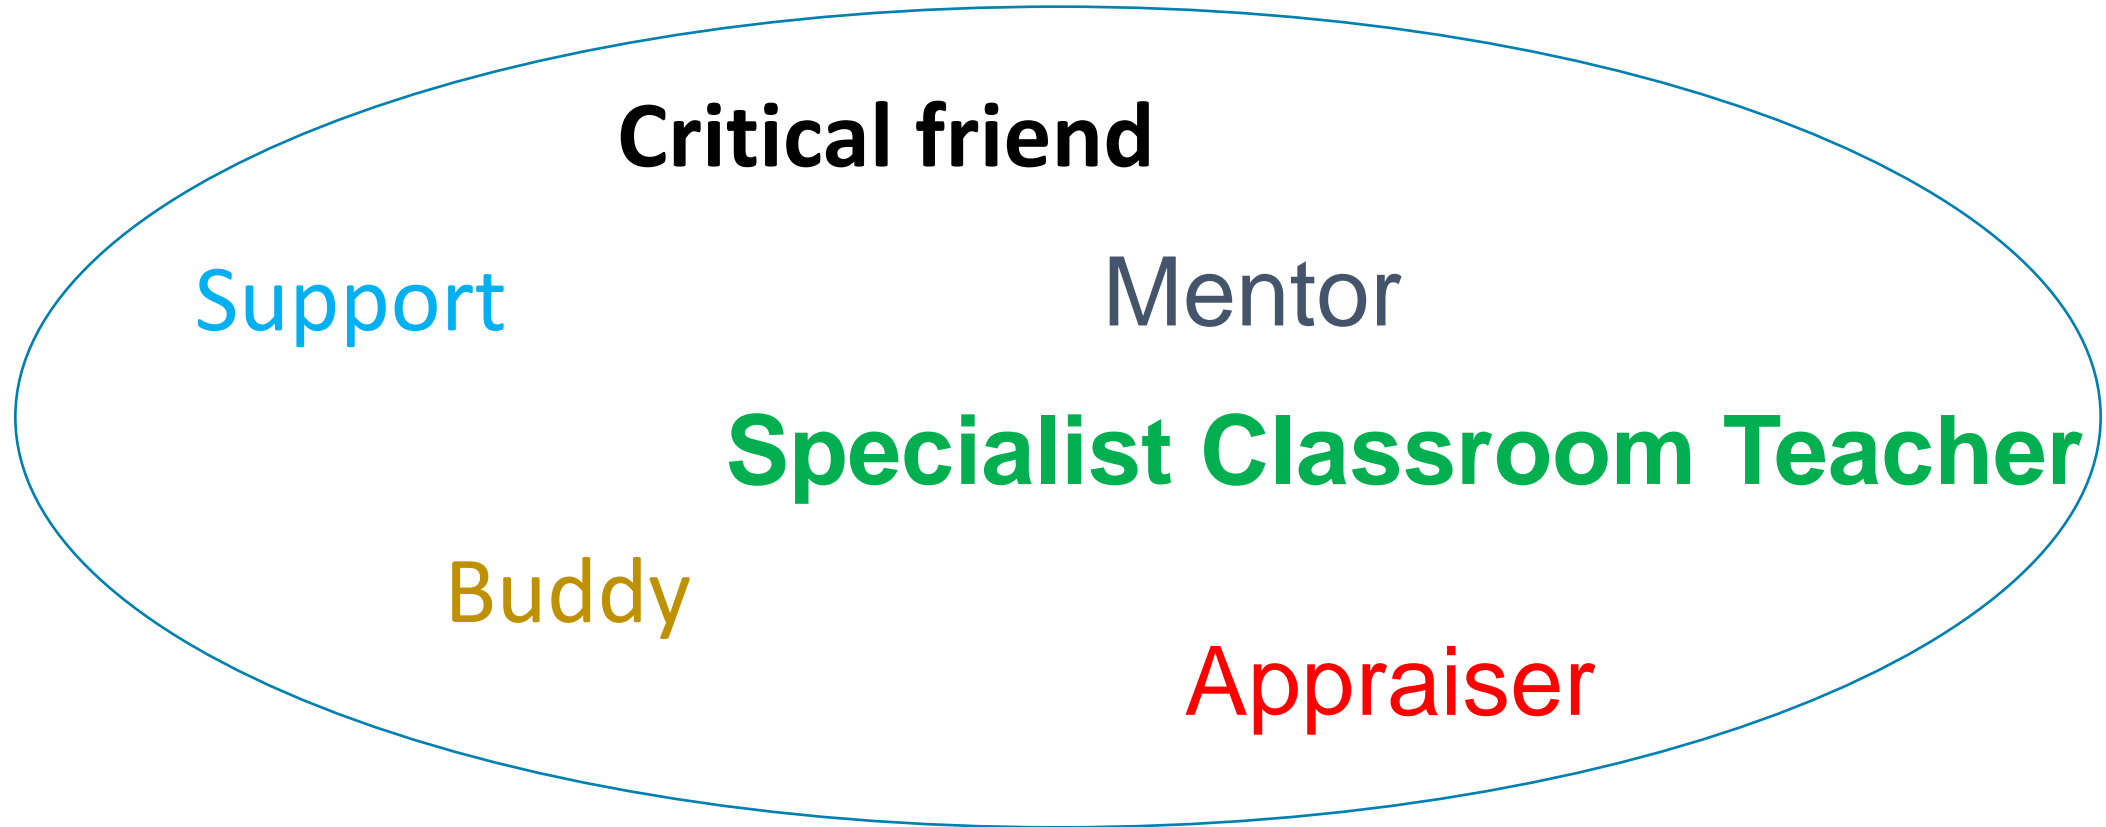 Critical friend
Support
Mentor
Specialist Classroom Teacher
Buddy
Appraiser